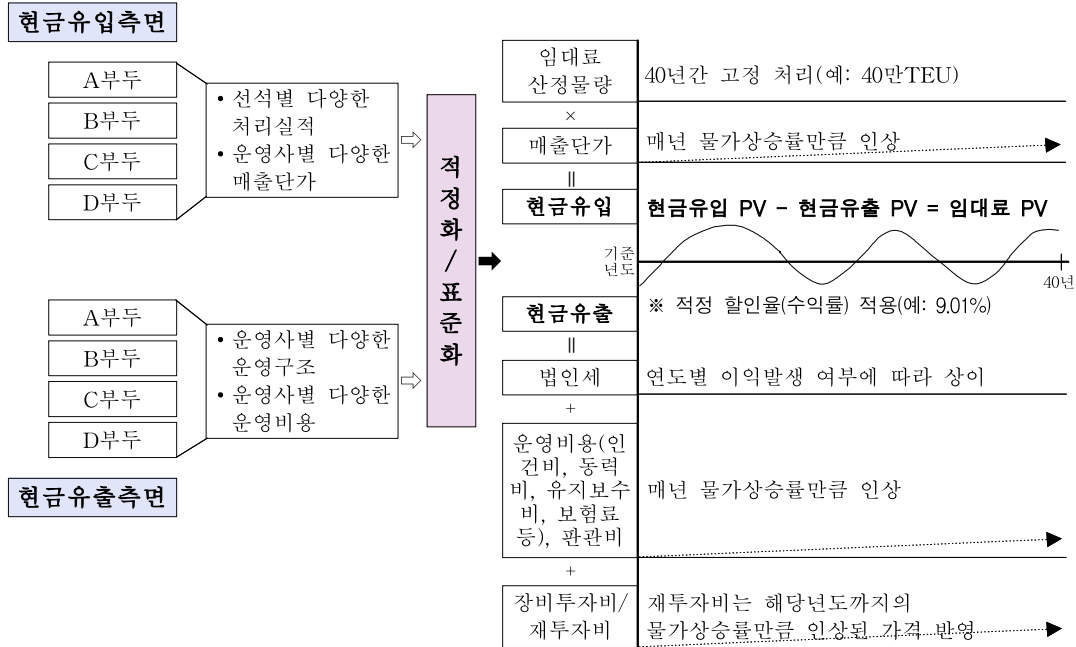 현금유입측면
A부두
B부두
C부두
D부두
• 선석별 다양한
처리실적
• 운영사별 다양한
매출단가
⇨
A부두
B부두
C부두
D부두
• 운영사별 다양한
운영구조
• 운영사별 다양한
운영비용
⇨
현금유출측면
적
정
화
/
표
준
화
임대료
산정물량
40년간 고정 처리(예: 40만TEU)
×
매출단가
매년 물가상승률만큼 인상
||
현금유입
현금유입 PV - 현금유출 PV = 임대료 PV
기준
년도
40년
※ 적정 할인율(수익률) 적용(예: 9.01%)
현금유출
||
법인세
연도별 이익발생 여부에 따라 상이
+
운영비용(인
건비, 동력
비, 유지보수
비, 보험료
등), 판관비
매년 물가상승률만큼 인상
+
장비투자비/
재투자비
재투자비는 해당년도까지의
물가상승률만큼 인상된 가격 반영